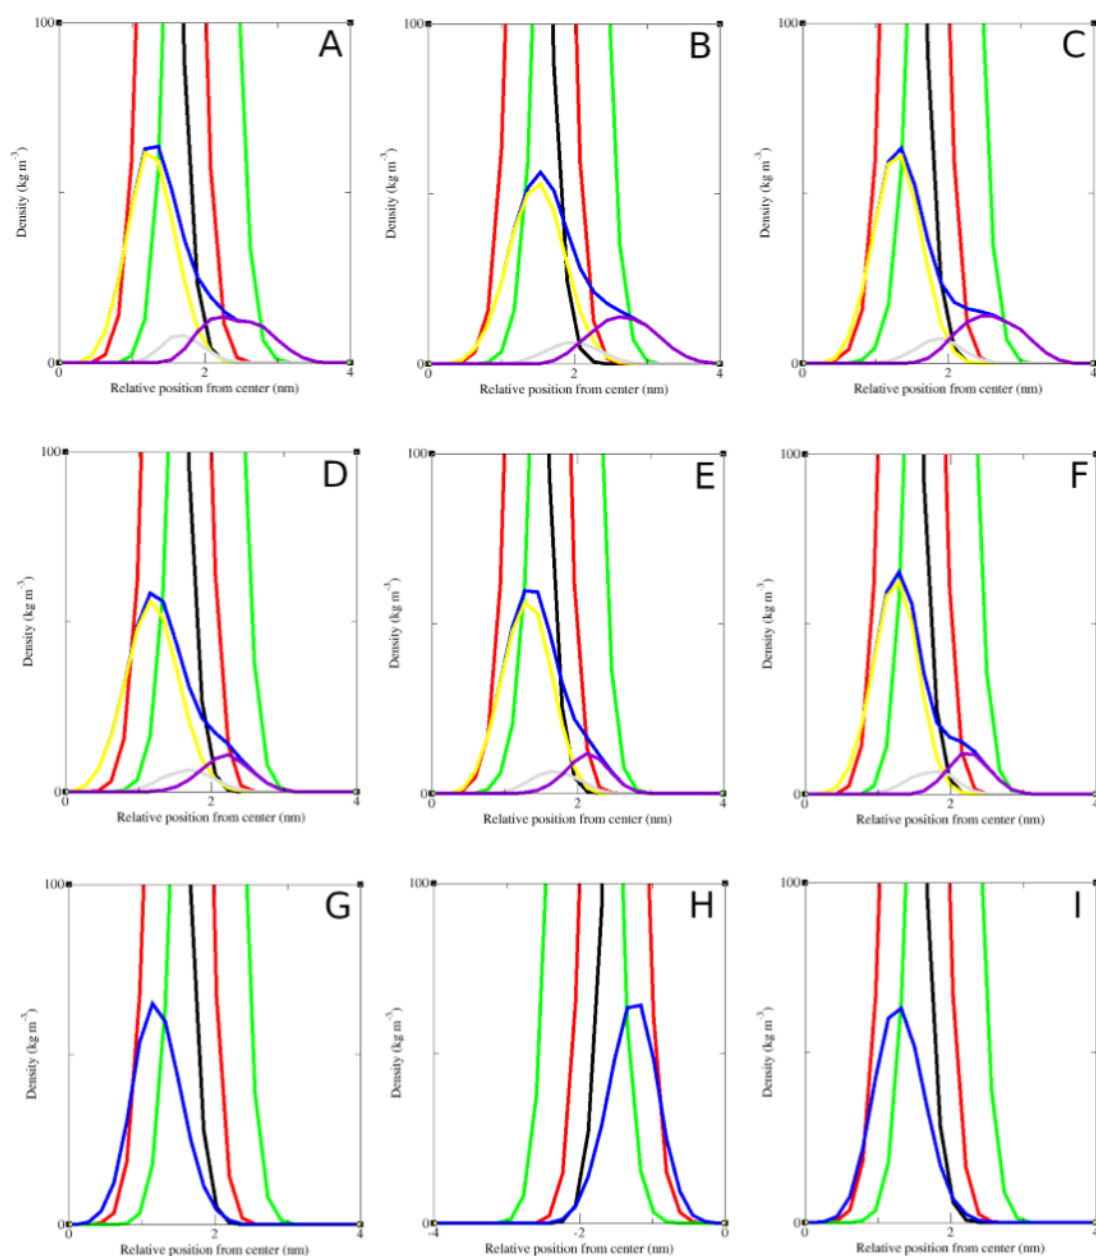 100 A
Density (kg m-3)
0
0 2 4
Relative position from center (nm)
100 B
Density (kg m-3)
0
0 2 4
Relative position from center (nm)
100 C
Density (kg m-3)
0
0 2 4
Relative position from center (nm)
100 D
Density (kg m-3)
0
0 2 4
Relative position from center (nm)
100 E
Density (kg m-3)
0
0 2 4
Relative position from center (nm)
100 F
Density (kg m-3)
0
0 2 4
Relative position from center (nm)
100 G
Density (kg m-3)
0
0 2 4
Relative position from center (nm)
100 H
Density (kg m-3)
0
-4 -2 0
Relative position from center (nm)
100 I
Density (kg m-3)
0
0 2 4
Relative position from center (nm)